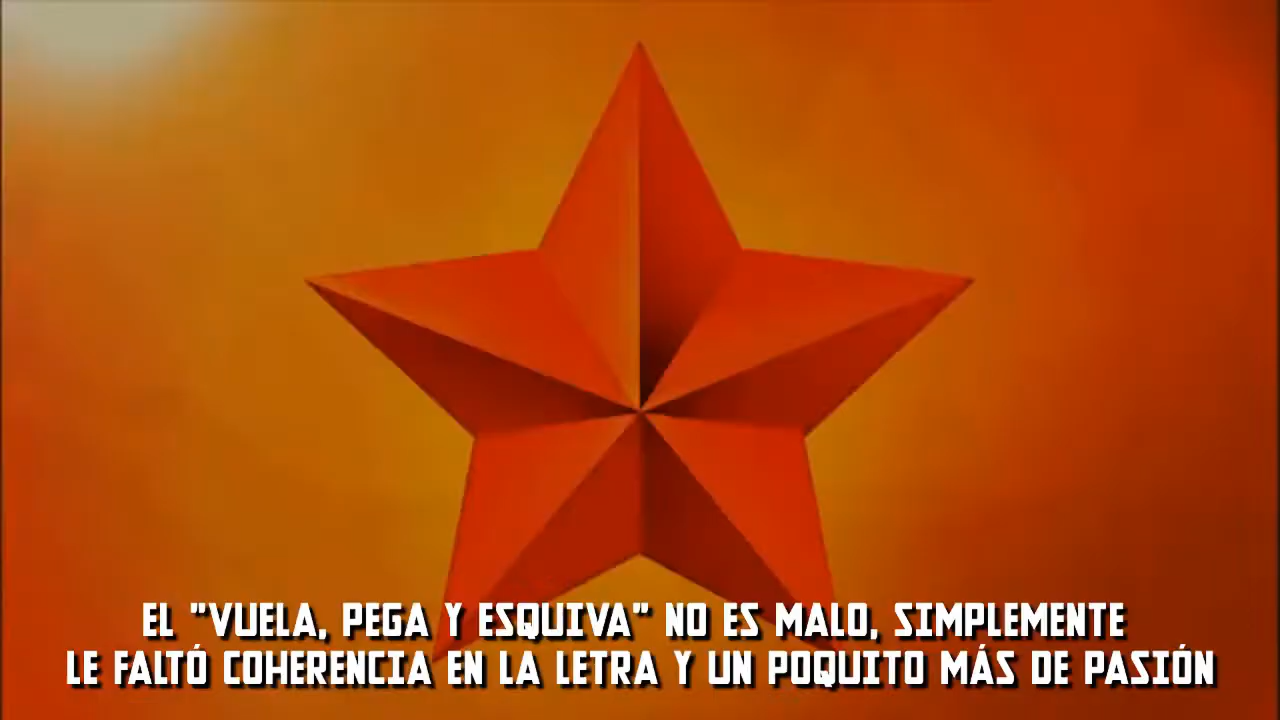 EL "VUELA, PEGA Y ESQUIVA" NO ES MALO, SIMPLEMENTE
LE FALTÓ COHERENCIA EN LA LETRA Y UN POQUITO MÁS DE PASIÓN